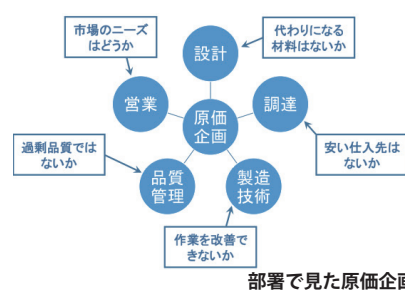 市場のニーズ
はどうか
設計
代わりになる
材料はないか
営業
原価
企画
調達
過剰品質では
ないか
品質
管理
製造
技術
安い仕入先は
ないか
作業を改善で
きないか
部署で見た原価企画